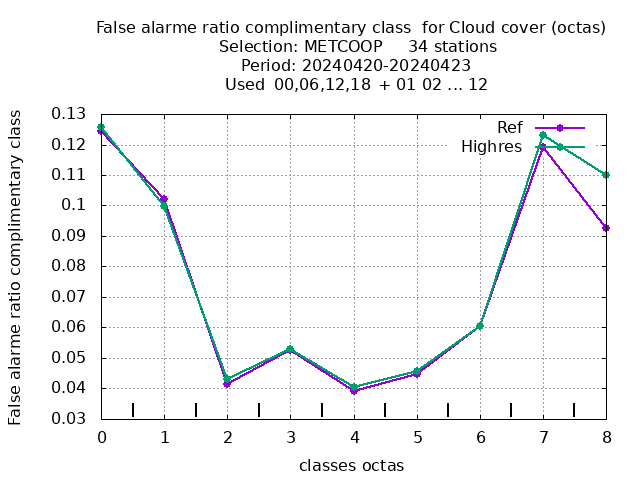 False alarme ratio complimentary class  for Cloud cover (octas)
Selection: METCOOP     34 stations
Period: 20240420-20240423
Used  00,06,12,18 + 01 02 ... 12
False alarme ratio complimentary class
0.13
0.12
0.11
0.1
0.09
0.08
0.07
0.06
0.05
0.04
0.03
Ref
Highres
0 1 2 3 4 5 6 7 8
classes octas